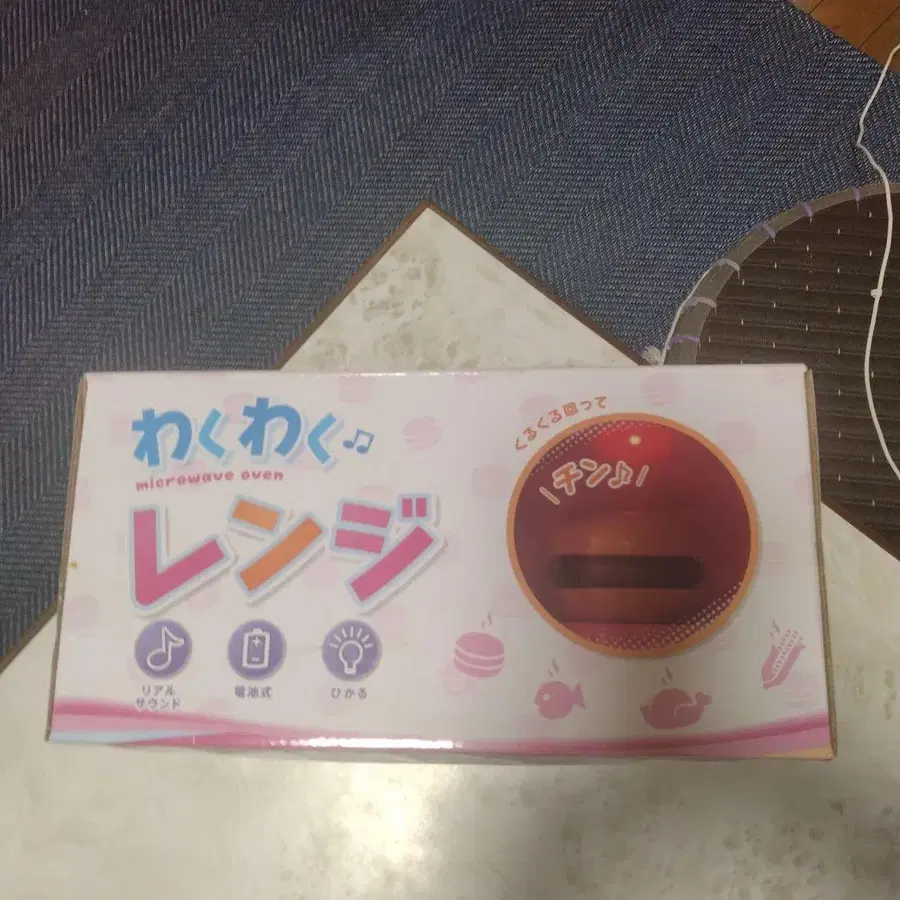 わくわく♫
microwave oven
レンジ
くるくる回って
\チン♪/
リアル
サウンド
電池式
ひかる